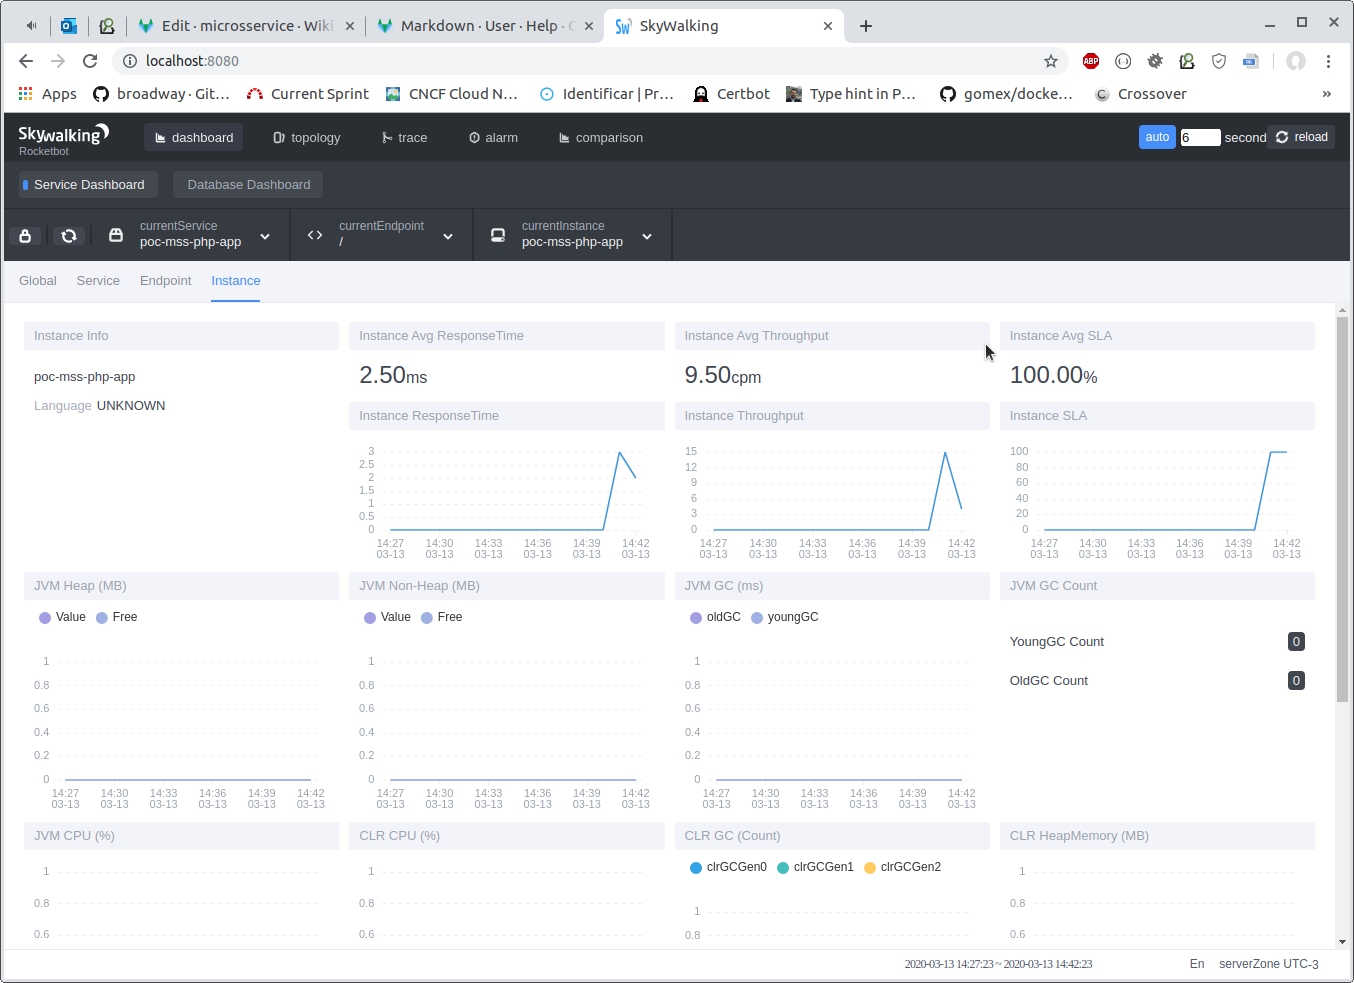 Edit · microsservice · Wiki
Markdown · User · Help ·
SkyWalking
localhost:8080
ABP
Apps
broadway · Git...
Current Sprint
CNCF Cloud N...
Identificar | Pr...
Certbot
Type hint in P...
gomex/docke...
Crossover
»
Skywalking
Rocketbot
dashboard
topology
trace
alarm
comparison
auto
6
second
reload
Service Dashboard
Database Dashboard
currentService
poc-mss-php-app
currentEndpoint
/
currentInstance
poc-mss-php-app
Global
Service
Endpoint
Instance
Instance Info
poc-mss-php-app
Language UNKNOWN
Instance Avg ResponseTime
2.50ms
Instance Avg Throughput
9.50cpm
Instance Avg SLA
100.00%
Instance ResponseTime
3
2.5
2
1.5
1
0.5
0
14:27 14:30 14:33 14:36 14:39 14:42
03-13 03-13 03-13 03-13 03-13 03-13
Instance Throughput
15
12
9
6
3
0
14:27 14:30 14:33 14:36 14:39 14:42
03-13 03-13 03-13 03-13 03-13 03-13
Instance SLA
100
80
60
40
20
0
14:27 14:30 14:33 14:36 14:39 14:42
03-13 03-13 03-13 03-13 03-13 03-13
JVM Heap (MB)
Value Free
1
0.8
0.6
0.4
0.2
0
14:27 14:30 14:33 14:36 14:39 14:42
03-13 03-13 03-13 03-13 03-13 03-13
JVM Non-Heap (MB)
Value Free
1
0.8
0.6
0.4
0.2
0
14:27 14:30 14:33 14:36 14:39 14:42
03-13 03-13 03-13 03-13 03-13 03-13
JVM GC (ms)
oldGC youngGC
1
0.8
0.6
0.4
0.2
0
14:27 14:30 14:33 14:36 14:39 14:42
03-13 03-13 03-13 03-13 03-13 03-13
JVM GC Count
YoungGC Count 0
OldGC Count 0
JVM CPU (%)
1
0.8
0.6
CLR CPU (%)
1
0.8
0.6
CLR GC (Count)
clrGCGen0 clrGCGen1 clrGCGen2
1
0.8
CLR HeapMemory (MB)
1
0.8
0.6
2020-03-13 14:27:23 ~ 2020-03-13 14:42:23
En
serverZone UTC-3